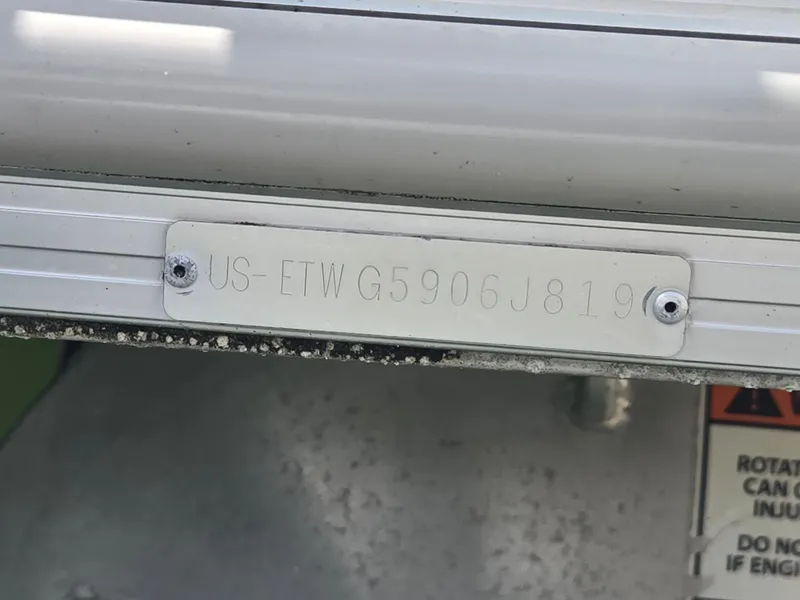 US-ETWG5906J819
ROTAT
CAN
INJU
DO NO
IF ENGI